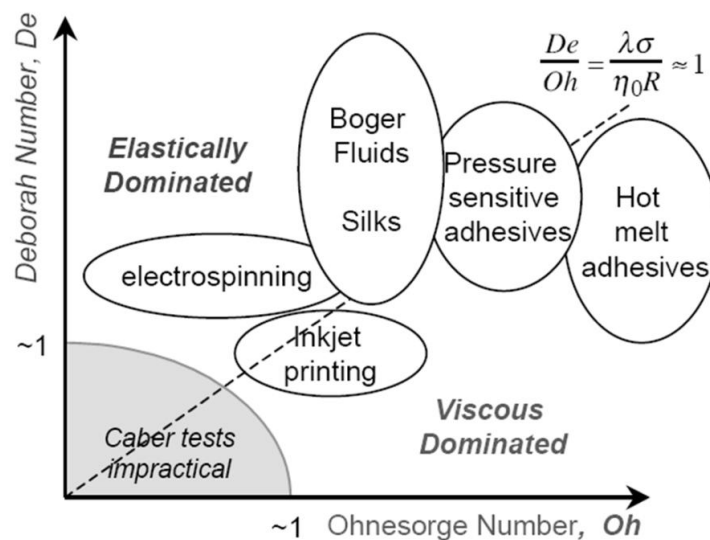 Deborah Number, De
De/Oh = λσ/η₀R ≈ 1
Elastically
Dominated
Boger
Fluids
Silks
Pressure
sensitive
adhesives
Hot
melt
adhesives
electrospinning
Inkjet
printing
~1
Viscous
Dominated
Caber tests
impractical
~1
Ohnesorge Number, Oh